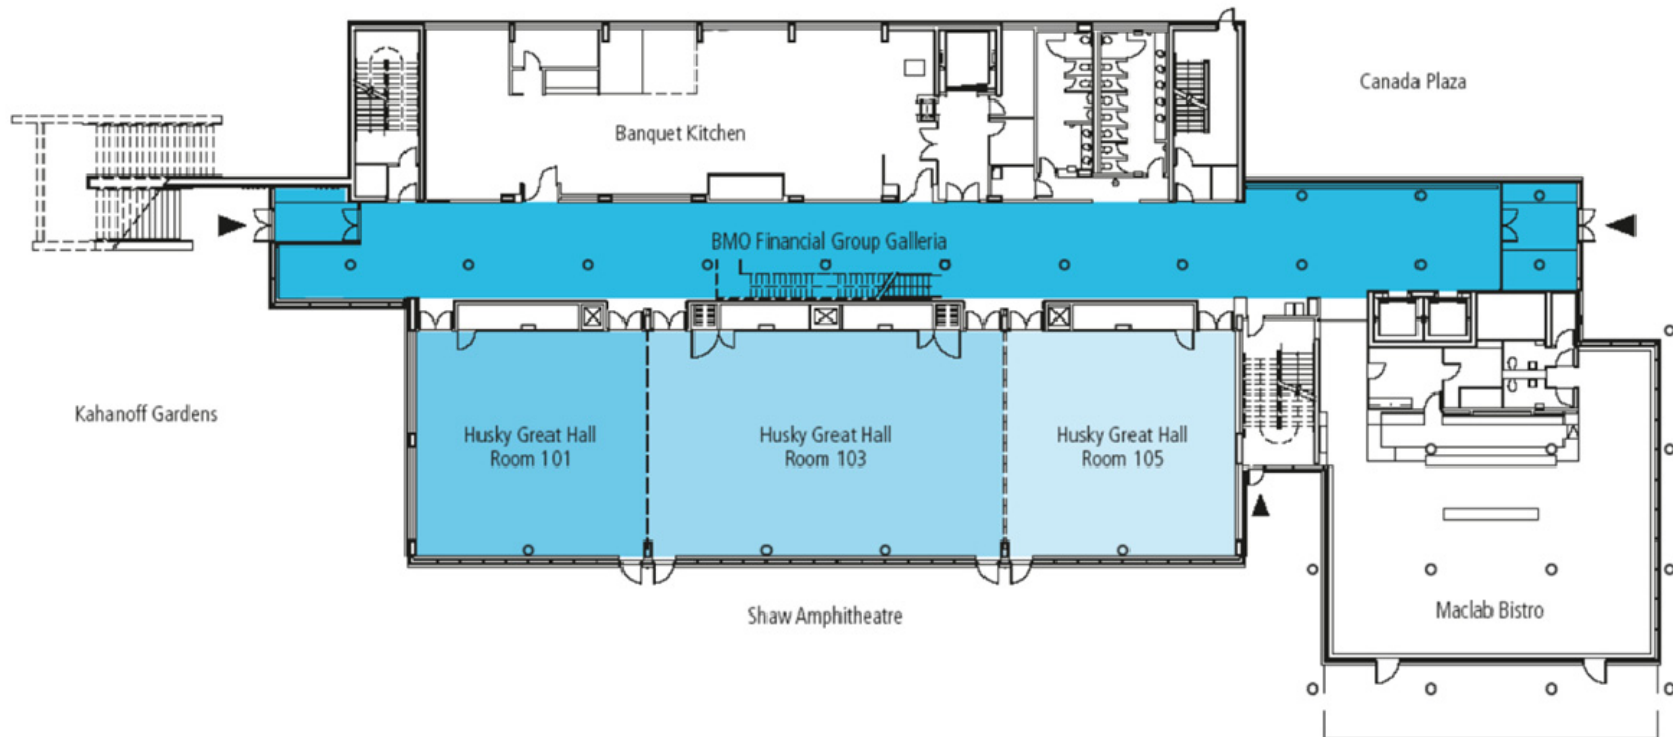 Canada Plaza
Banquet Kitchen
BMO Financial Group Galleria
Kahanoff Gardens
Husky Great Hall
Room 101
Husky Great Hall
Room 103
Husky Great Hall
Room 105
Shaw Amphitheatre
Maclab Bistro